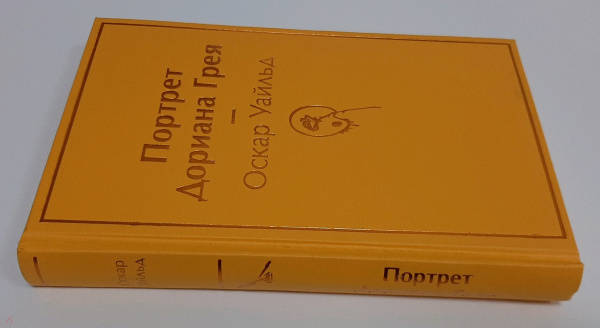 Портрет
Дориана Грея
Оскар Уайльд
Оскар
Уайльд
Портрет